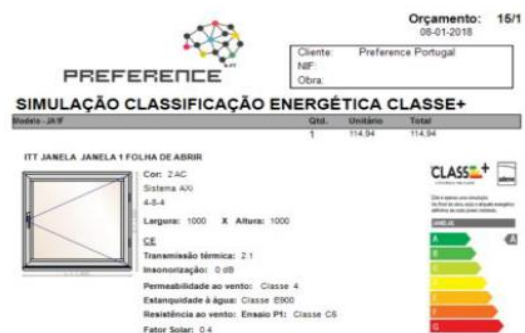 Orçamento: 15/1
08-01-2018
PREFERENCE
Cliente: Preference Portugal
NIF:
Obra:
SIMULAÇÃO CLASSIFICAÇÃO ENERGÉTICA CLASSE+
Modelo - JA1F Qtd. Unitário Total
1 114,94 114,94
ITT JANELA JANELA 1 FOLHA DE ABRIR
Cor: 2 AC
Sistema AXi
4-8-4
Largura: 1000 X Altura: 1000
CE
Transmissão térmica: 2.1
Insonorização: 0 dB
Permeabilidade ao vento: Classe 4
Estanquidade à água: Classe E900
Resistência ao vento: Ensaio P1: Classe C6
Fator Solar: 0.4
CLASSE+
adene
A
A
B
C
F
G